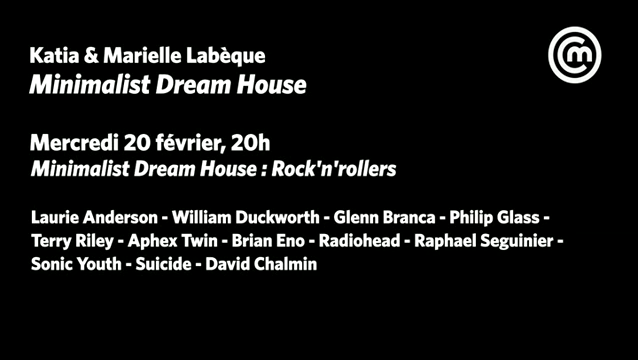 Katia & Marielle Labèque
Minimalist Dream House
Mercredi 20 février, 20h
Minimalist Dream House : Rock'n'rollers
Laurie Anderson - William Duckworth - Glenn Branca - Philip Glass -
Terry Riley - Aphex Twin - Brian Eno - Radiohead - Raphael Seguinier -
Sonic Youth - Suicide - David Chalmin